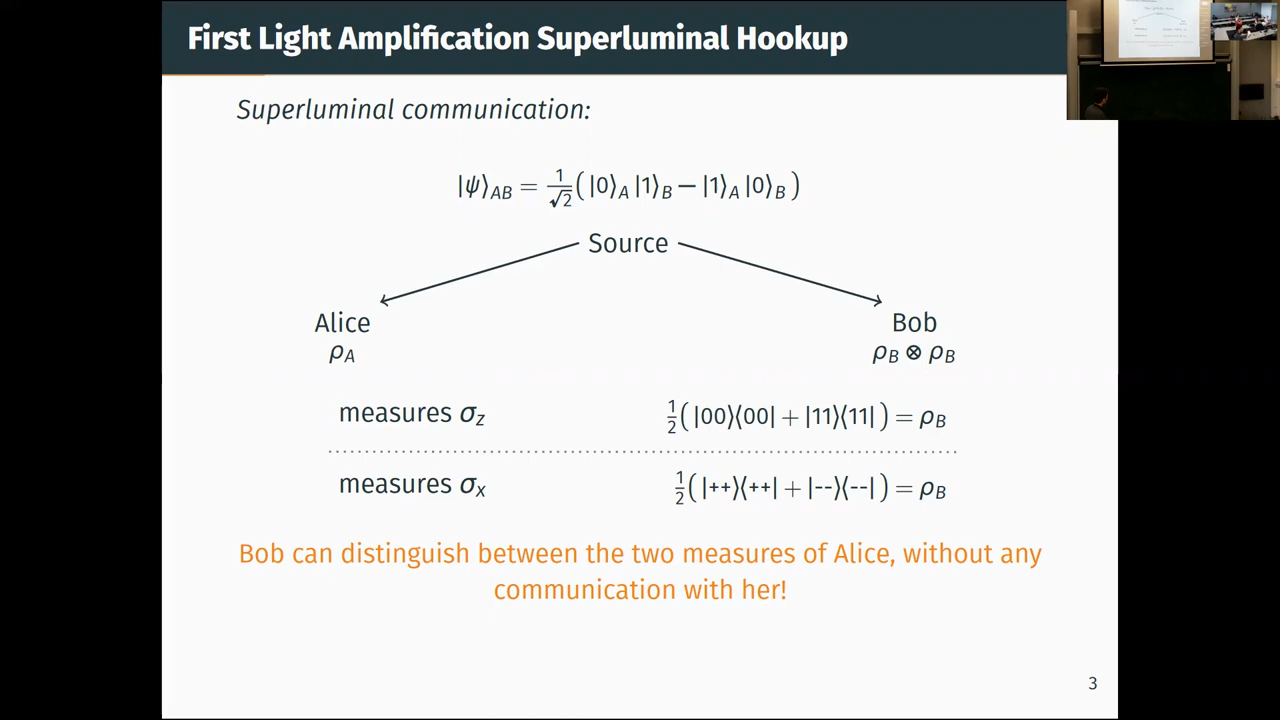 First Light Amplification Superluminal Hookup
Superluminal communication:
|ψ⟩_AB = 1/√2 ( |0⟩_A |1⟩_B − |1⟩_A |0⟩_B )
Source
Alice Bob
ρ_A ρ_B ⊗ ρ_B
measures σ_z ½( |00⟩⟨00| + |11⟩⟨11| ) = ρ_B
measures σ_x ½( |++⟩⟨++| + |--⟩⟨--| ) = ρ_B
Bob can distinguish between the two measures of Alice, without any
communication with her!
3